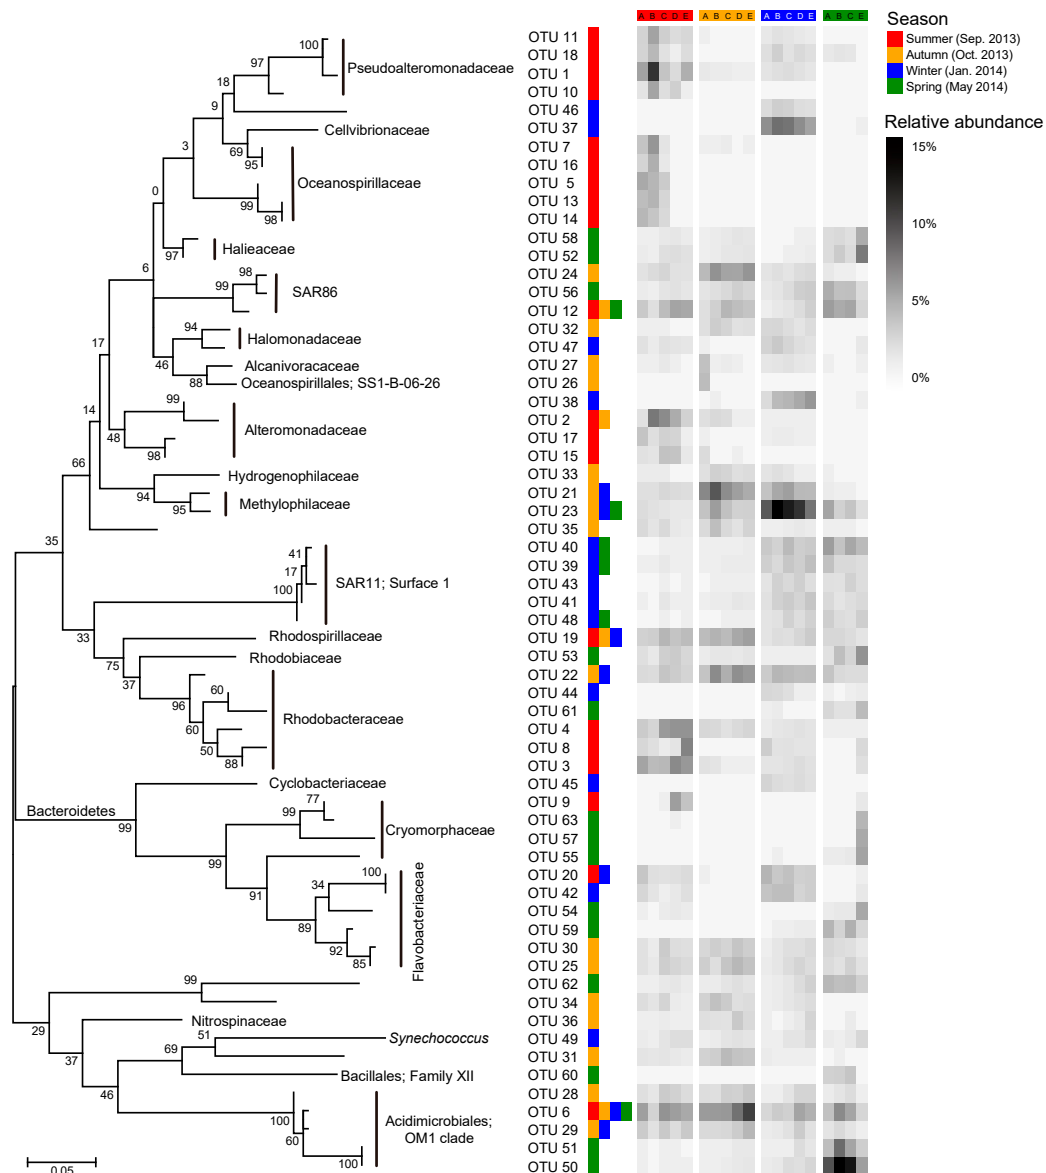 A B C D E A B C D E A B C D E A B C E
Season
Summer (Sep. 2013)
Autumn (Oct. 2013)
Winter (Jan. 2014)
Spring (May 2014)
Relative abundance
15%
10%
5%
0%
100
97
18
9
3
0
6
17
14
66
35
Pseudoalteromonadaceae
Cellvibrionaceae
69
95
Oceanospirillaceae
99
98
97
Halieaceae
98
99
SAR86
94
Halomonadaceae
46
Alcanivoracaceae
88
Oceanospirillales; SS1-B-06-26
99
48
Alteromonadaceae
98
Hydrogenophilaceae
94
Methylophilaceae
95
41
17
100
SAR11; Surface 1
33
Rhodospirillaceae
75
Rhodobiaceae
37
96
60
Rhodobacteraceae
60
50
88
Cyclobacteriaceae
Bacteroidetes
99
77
99
Cryomorphaceae
99
91
100
34
89
92
85
Flavobacteriaceae
99
29
Nitrospinaceae
37
51
Synechococcus
69
Bacillales; Family XII
46
100
60
100
Acidimicrobiales;
OM1 clade
0.05
OTU 11
OTU 18
OTU 1
OTU 10
OTU 46
OTU 37
OTU 7
OTU 16
OTU 5
OTU 13
OTU 14
OTU 58
OTU 52
OTU 24
OTU 56
OTU 12
OTU 32
OTU 47
OTU 27
OTU 26
OTU 38
OTU 2
OTU 17
OTU 15
OTU 33
OTU 21
OTU 23
OTU 35
OTU 40
OTU 39
OTU 43
OTU 41
OTU 48
OTU 19
OTU 53
OTU 22
OTU 44
OTU 61
OTU 4
OTU 8
OTU 3
OTU 45
OTU 9
OTU 63
OTU 57
OTU 55
OTU 20
OTU 42
OTU 54
OTU 59
OTU 30
OTU 25
OTU 62
OTU 34
OTU 36
OTU 49
OTU 31
OTU 60
OTU 28
OTU 6
OTU 29
OTU 51
OTU 50